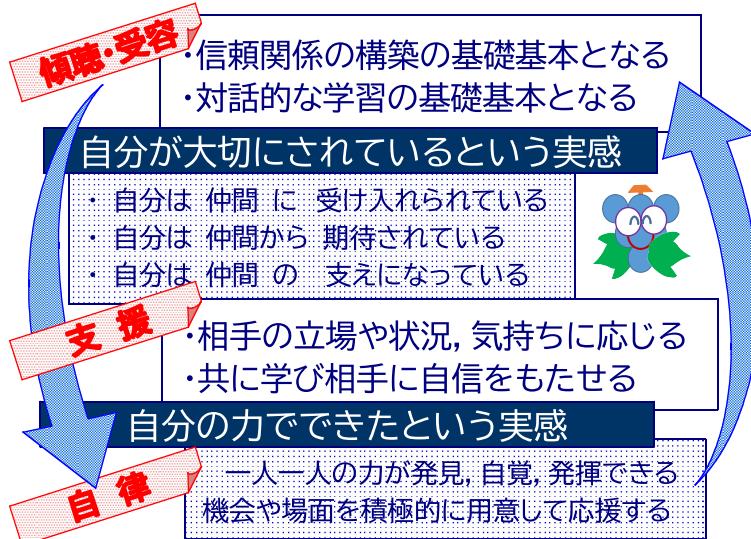 傾聴・受容
・信頼関係の構築の基礎基本となる
・対話的な学習の基礎基本となる
自分が大切にされているという実感
・ 自分は 仲間 に 受け入れられている
・ 自分は 仲間から 期待されている
・ 自分は 仲間 の 支えになっている
支 援
・相手の立場や状況，気持ちに応じる
・共に学び相手に自信をもたせる
自分の力でできたという実感
自 律
一人一人の力が発見，自覚，発揮できる
機会や場面を積極的に用意して応援する